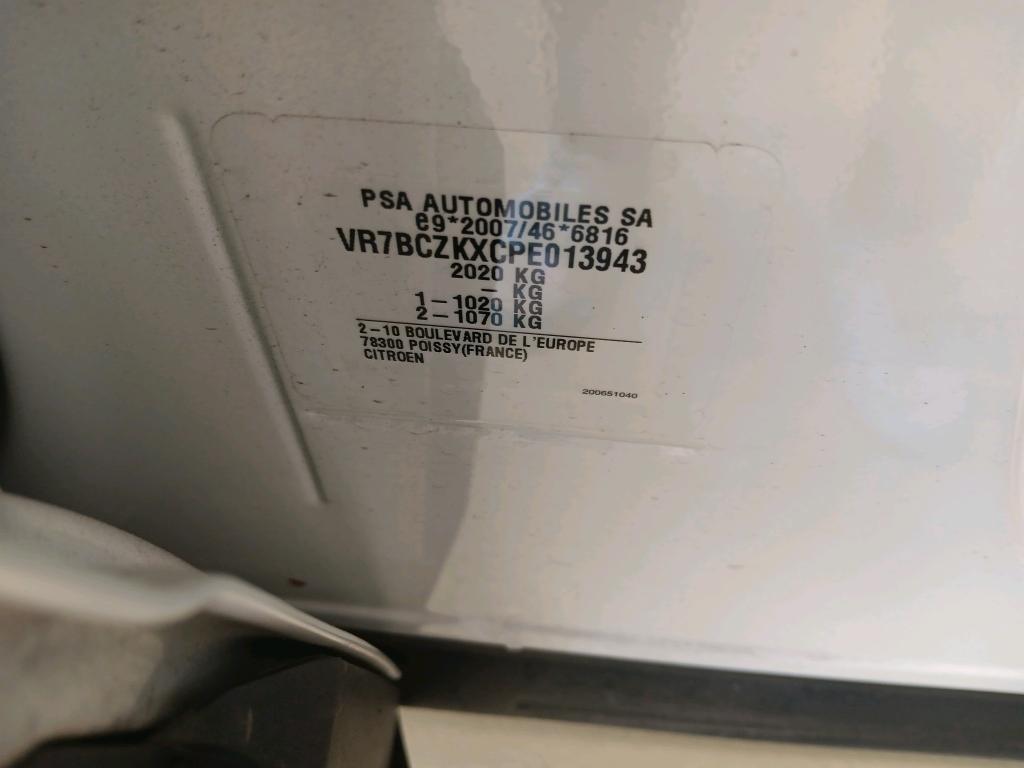 PSA AUTOMOBILES SA
e9*2007/46*6816
VR7BCZKXCPE013943
2020 KG
– KG
1–1020 KG
2–1070 KG
2–10 BOULEVARD DE L'EUROPE
78300 POISSY(FRANCE)
CITROEN
200651040